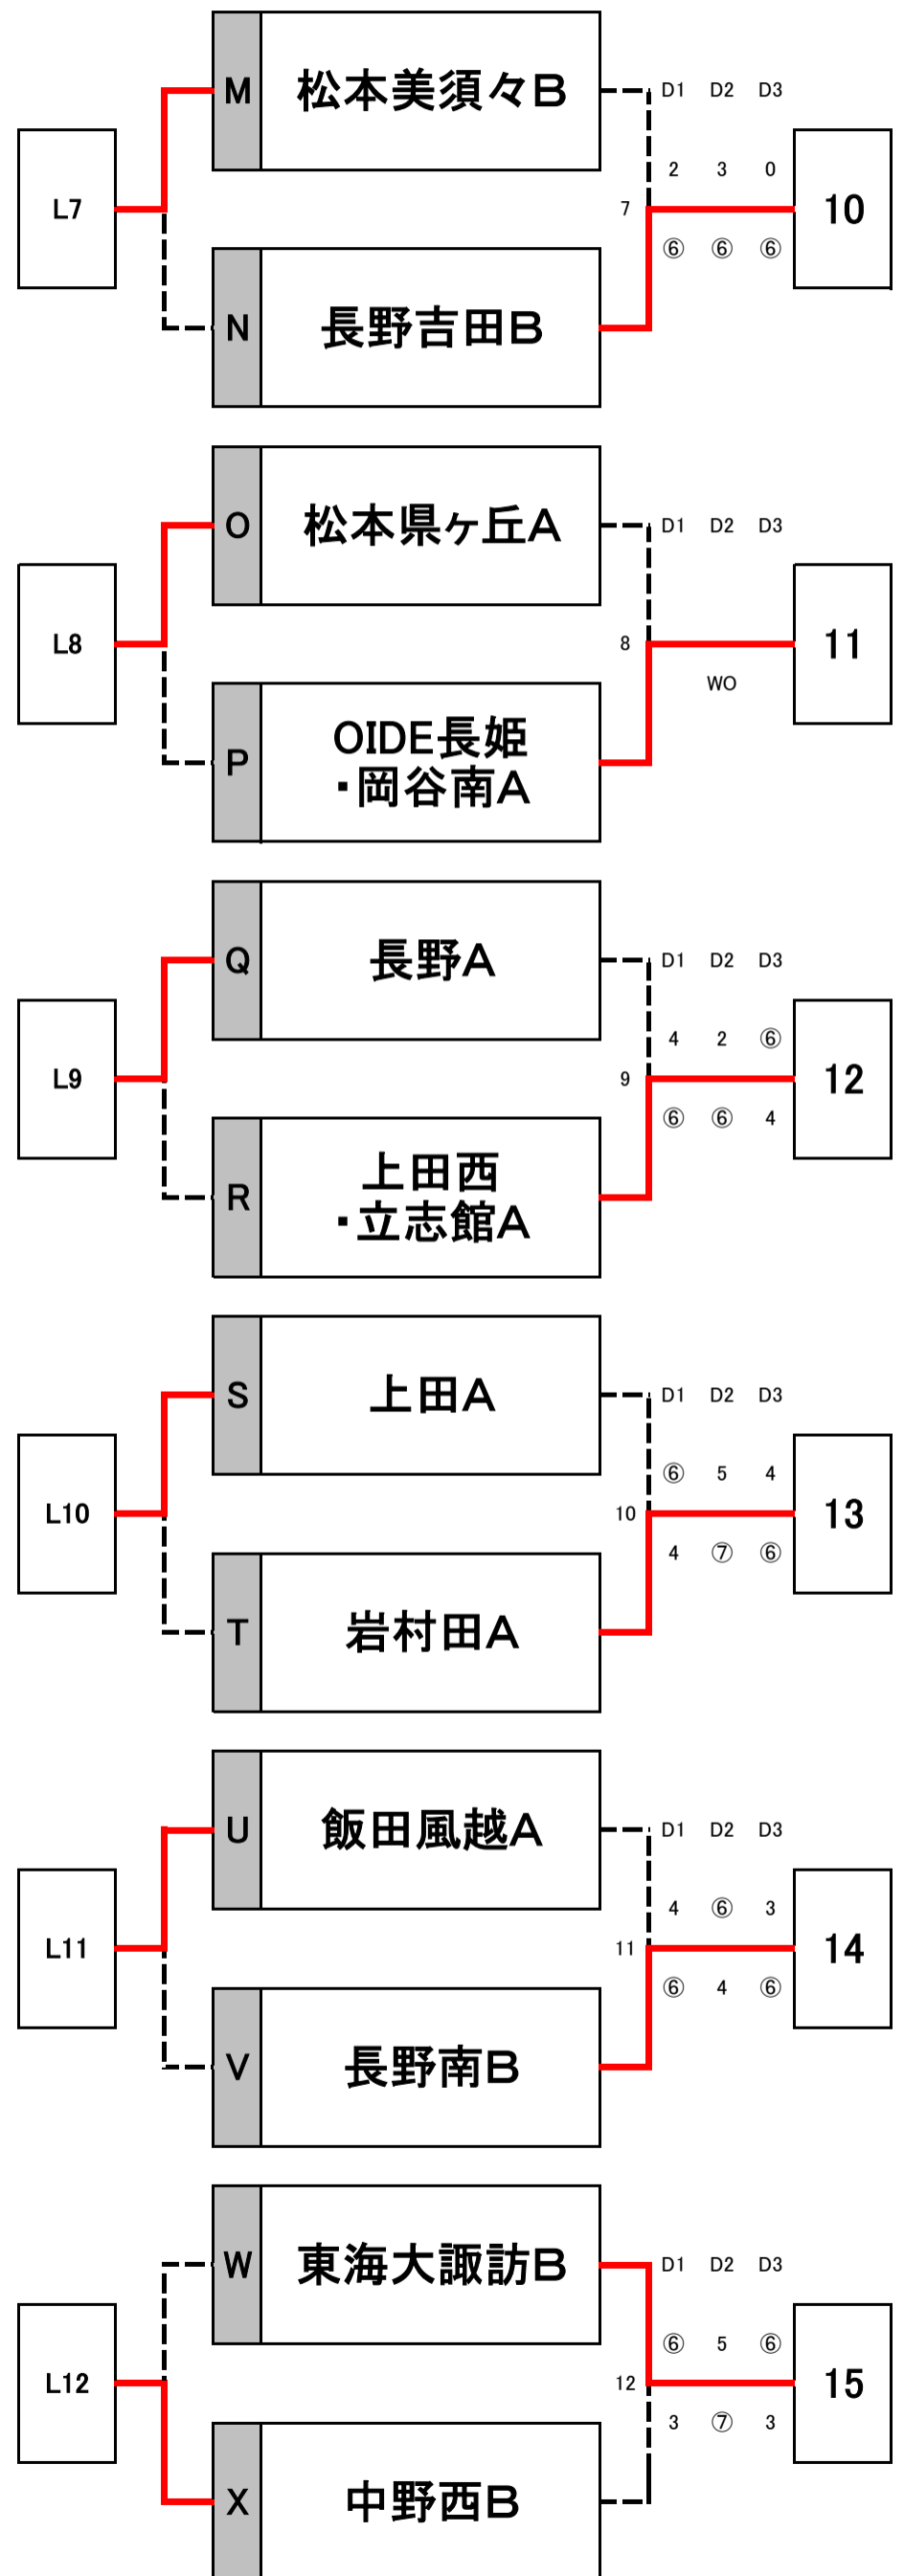 M 松本美須々B D1 D2 D3
2 3 0
L7 7 10
⑥ ⑥ ⑥
N 長野吉田B
O 松本県ヶ丘A D1 D2 D3
L8 8 11
WO
P OIDE長姫
・岡谷南A
Q 長野A D1 D2 D3
4 2 ⑥
L9 9 12
⑥ ⑥ 4
R 上田西
・立志館A
S 上田A D1 D2 D3
⑥ 5 4
L10 10 13
4 ⑦ ⑥
T 岩村田A
U 飯田風越A D1 D2 D3
4 ⑥ 3
L11 11 14
⑥ 4 ⑥
V 長野南B
W 東海大諏訪B D1 D2 D3
⑥ 5 ⑥
L12 12 15
3 ⑦ 3
X 中野西B